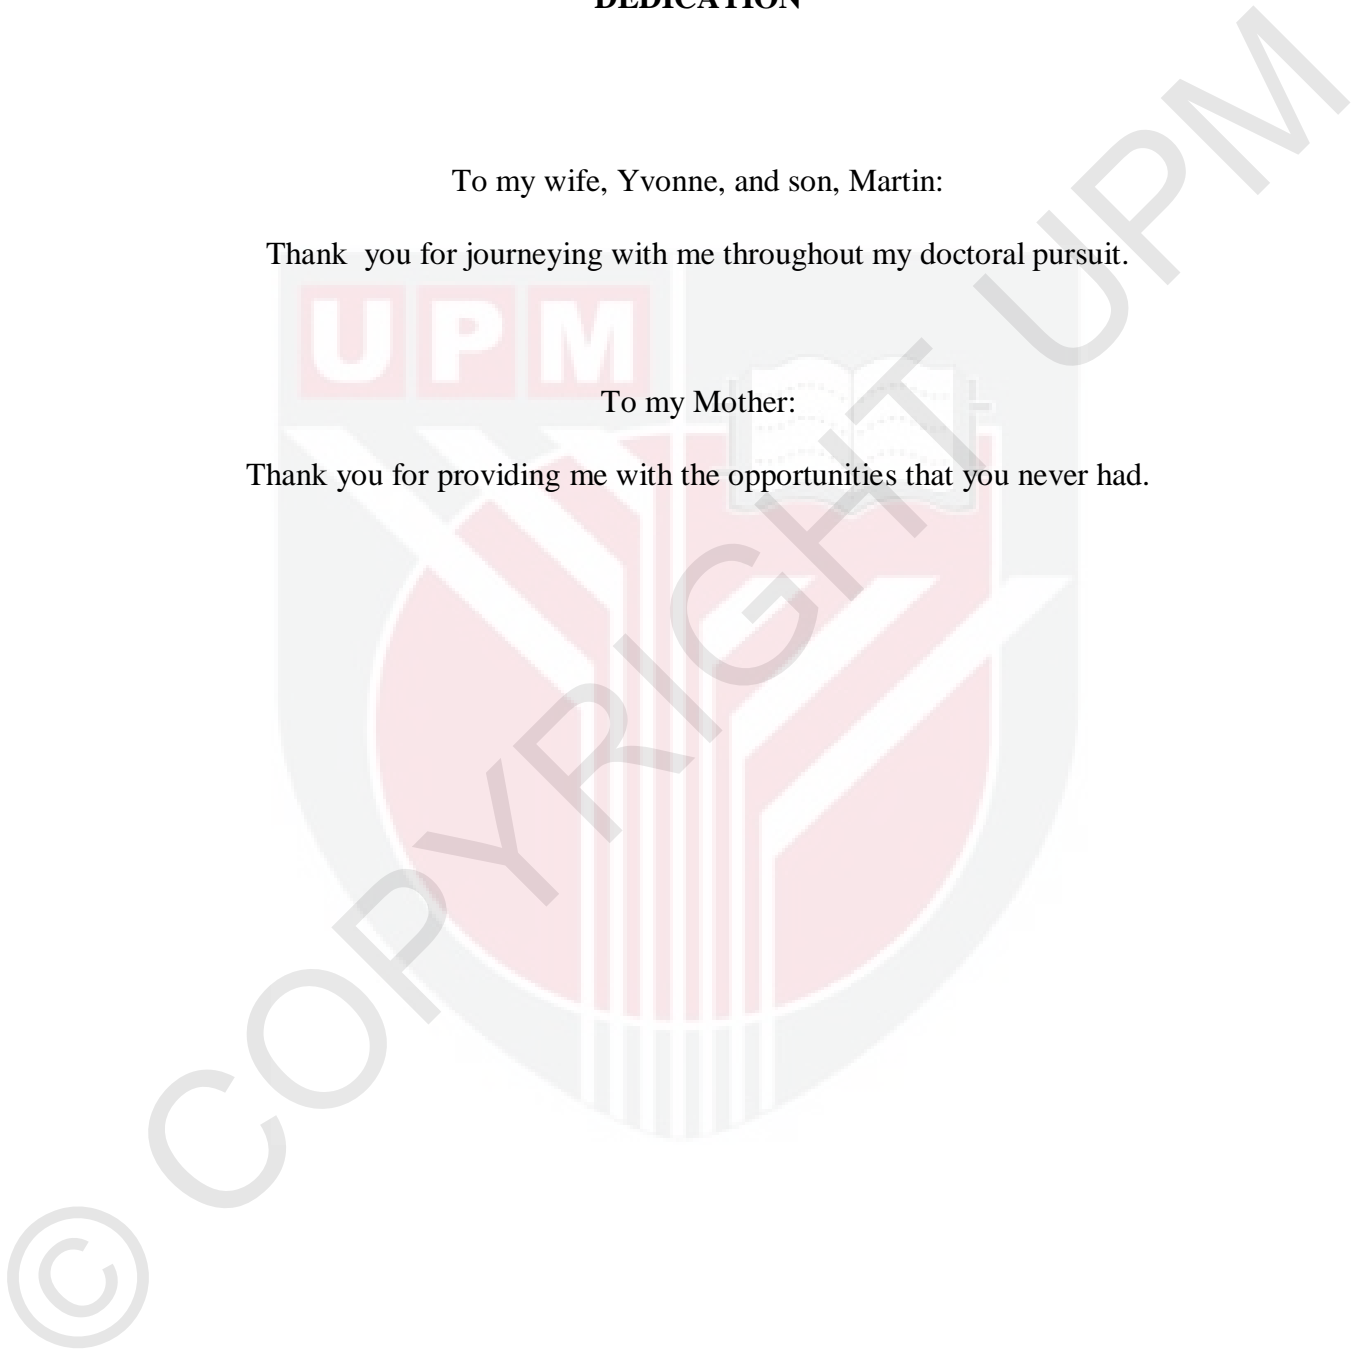 DEDICATION
To my wife, Yvonne, and son, Martin:
Thank  you for journeying with me throughout my doctoral pursuit.
UPM
To my Mother:
Thank you for providing me with the opportunities that you never had.
© COPYRIGHT UPM